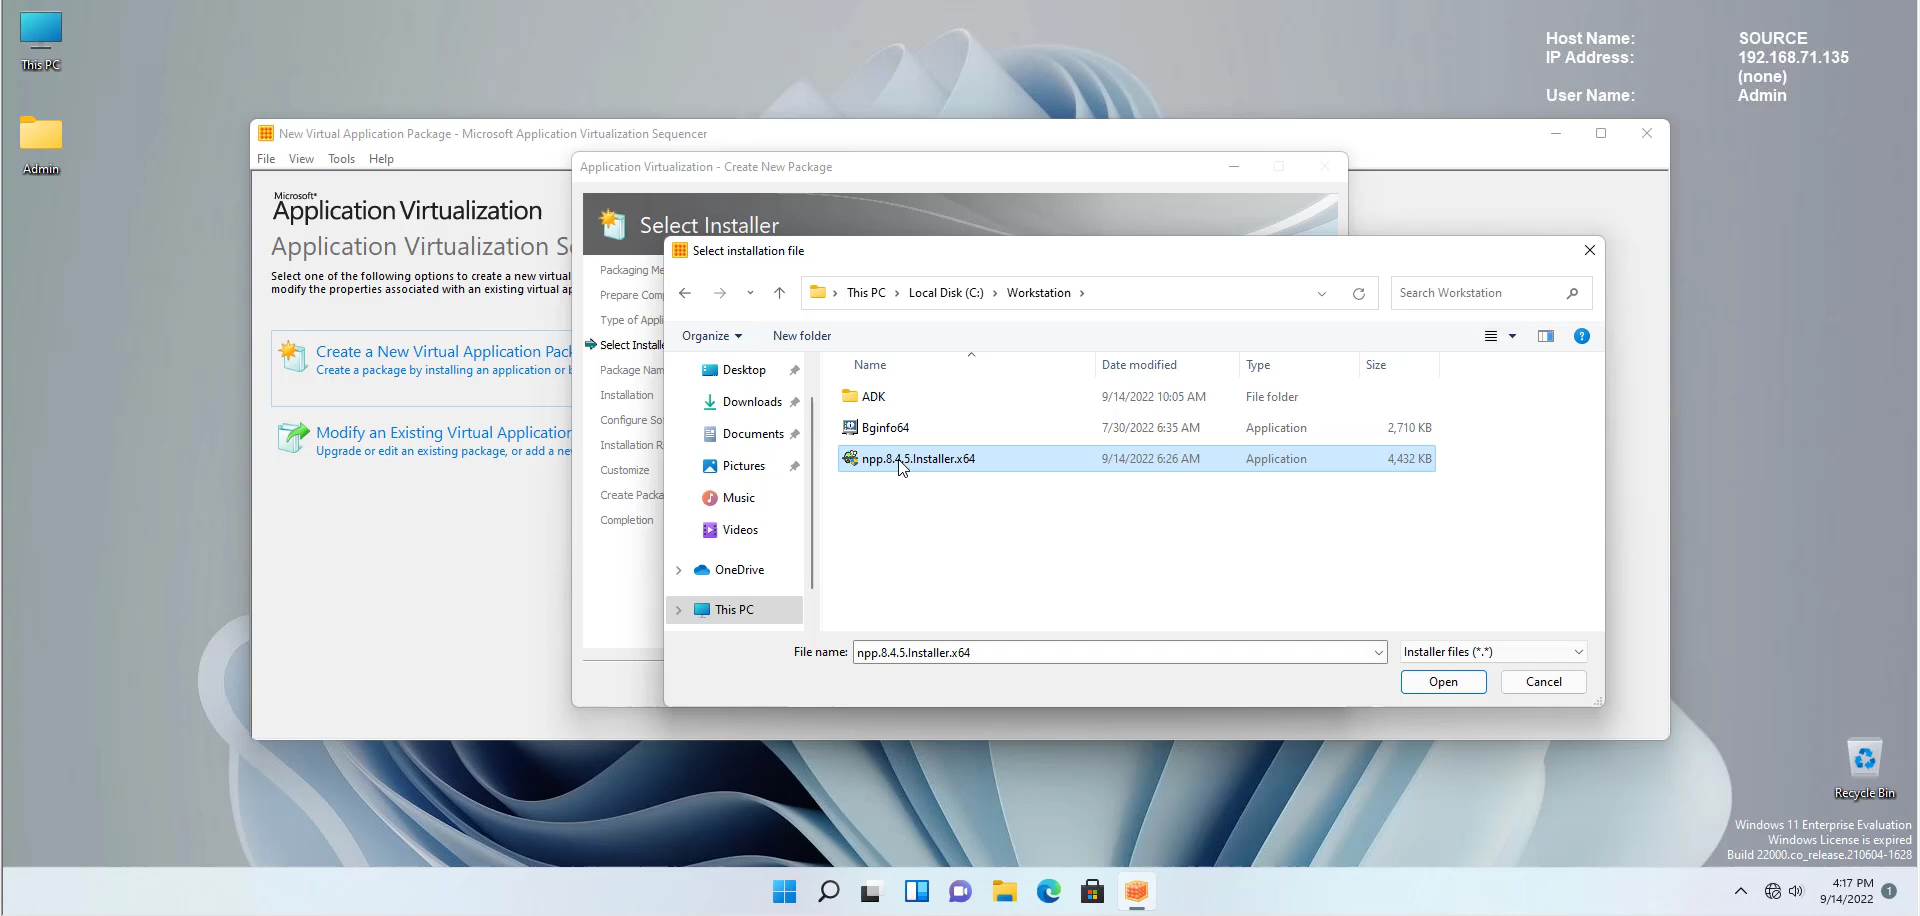 This PC
Admin
Host Name: SOURCE
IP Address: 192.168.71.135
(none)
User Name: Admin
New Virtual Application Package - Microsoft Application Virtualization Sequencer
File View Tools Help
Microsoft*
Application Virtualization
Application Virtualization S
Select one of the following options to create a new virtual
modify the properties associated with an existing virtual
Create a New Virtual Application Pac
Create a package by installing an application or
Modify an Existing Virtual Application
Upgrade or edit an existing package, or add a
Application Virtualization - Create New Package
Select Installer
Packaging Me
Prepare Com
Type of Appli
Select Installe
Package Nam
Installation
Configure So
Installation R
Customize
Create Packa
Completion
Select installation file
This PC > Local Disk (C:) > Workstation >
Search Workstation
Organize New folder
Desktop
Downloads
Documents
Pictures
Music
Videos
OneDrive
This PC
Name Date modified Type Size
ADK 9/14/2022 10:05 AM File folder
Bginfo64 7/30/2022 6:35 AM Application 2,710 KB
npp.8.4.5.Installer.x64 9/14/2022 6:26 AM Application 4,432 KB
File name: npp.8.4.5.Installer.x64 Installer files (*.*)
Open Cancel
Recycle Bin
Windows 11 Enterprise Evaluation
Windows License is expired
Build 22000.co_release.210604-1628
4:17 PM
9/14/2022
1